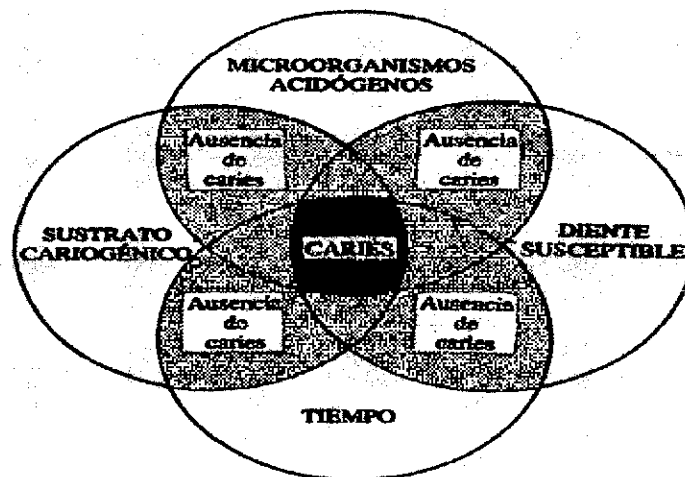 MICROORGANISMOS
ACIDÓGENOS
Ausencia
de
caries
Ausencia
de
caries
SUSTRATO
CARIOGÉNICO
CARIES
DIENTE
SUSCEPTIBLE
Ausencia
de
caries
Ausencia
de
caries
TIEMPO